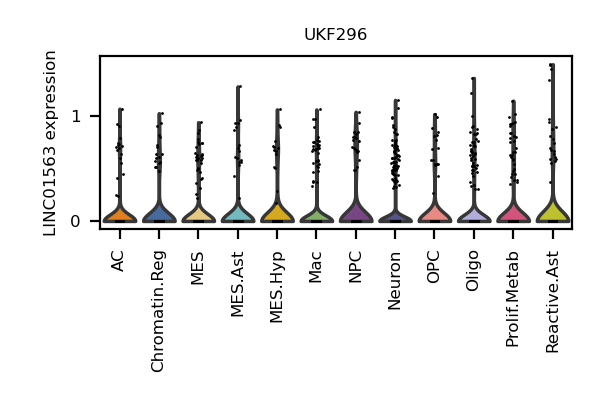 UKF296
LINC01563 expression
1
0
AC
Chromatin.Reg
MES
MES.Ast
MES.Hyp
Mac
NPC
Neuron
OPC
Oligo
Prolif.Metab
Reactive.Ast